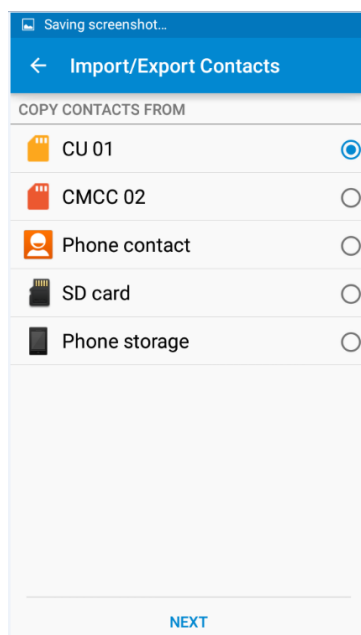 Saving screenshot...
Import/Export Contacts
COPY CONTACTS FROM
CU 01
CMCC 02
Phone contact
SD card
Phone storage
NEXT